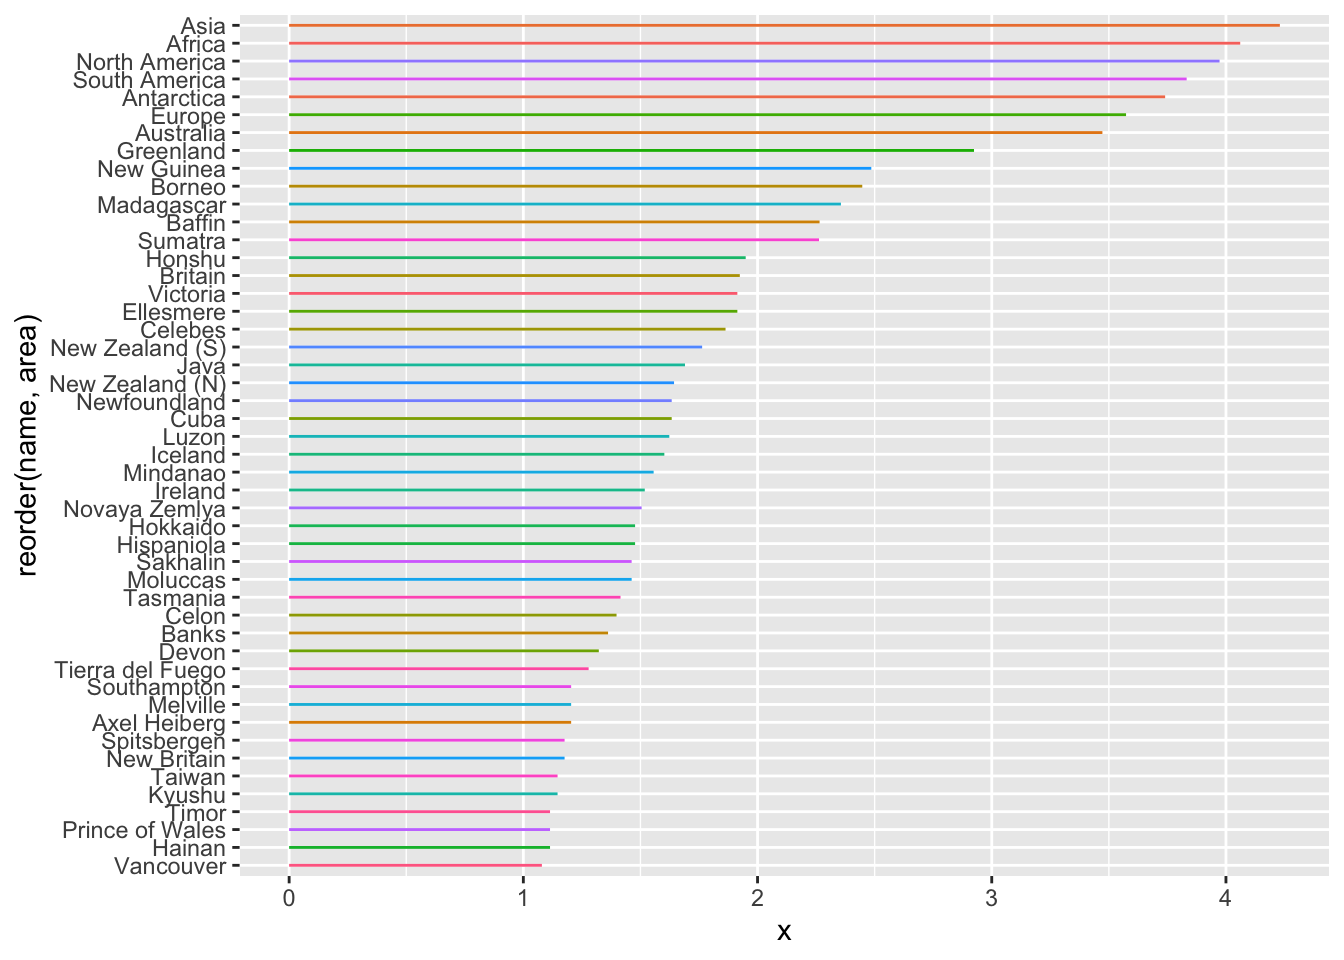 Asia
Africa
North America
South America
Antarctica
Europe
Australia
Greenland
New Guinea
Borneo
Madagascar
Baffin
Sumatra
Honshu
Britain
Victoria
Ellesmere
Celebes
New Zealand (S)
Java
New Zealand (N)
Newfoundland
Cuba
Luzon
Iceland
Mindanao
Ireland
Novaya Zemlya
Hokkaido
Hispaniola
Sakhalin
Moluccas
Tasmania
Celon
Banks
Devon
Tierra del Fuego
Southampton
Melville
Axel Heiberg
Spitsbergen
New Britain
Taiwan
Kyushu
Timor
Prince of Wales
Hainan
Vancouver
reorder(name, area)
0 1 2 3 4
x